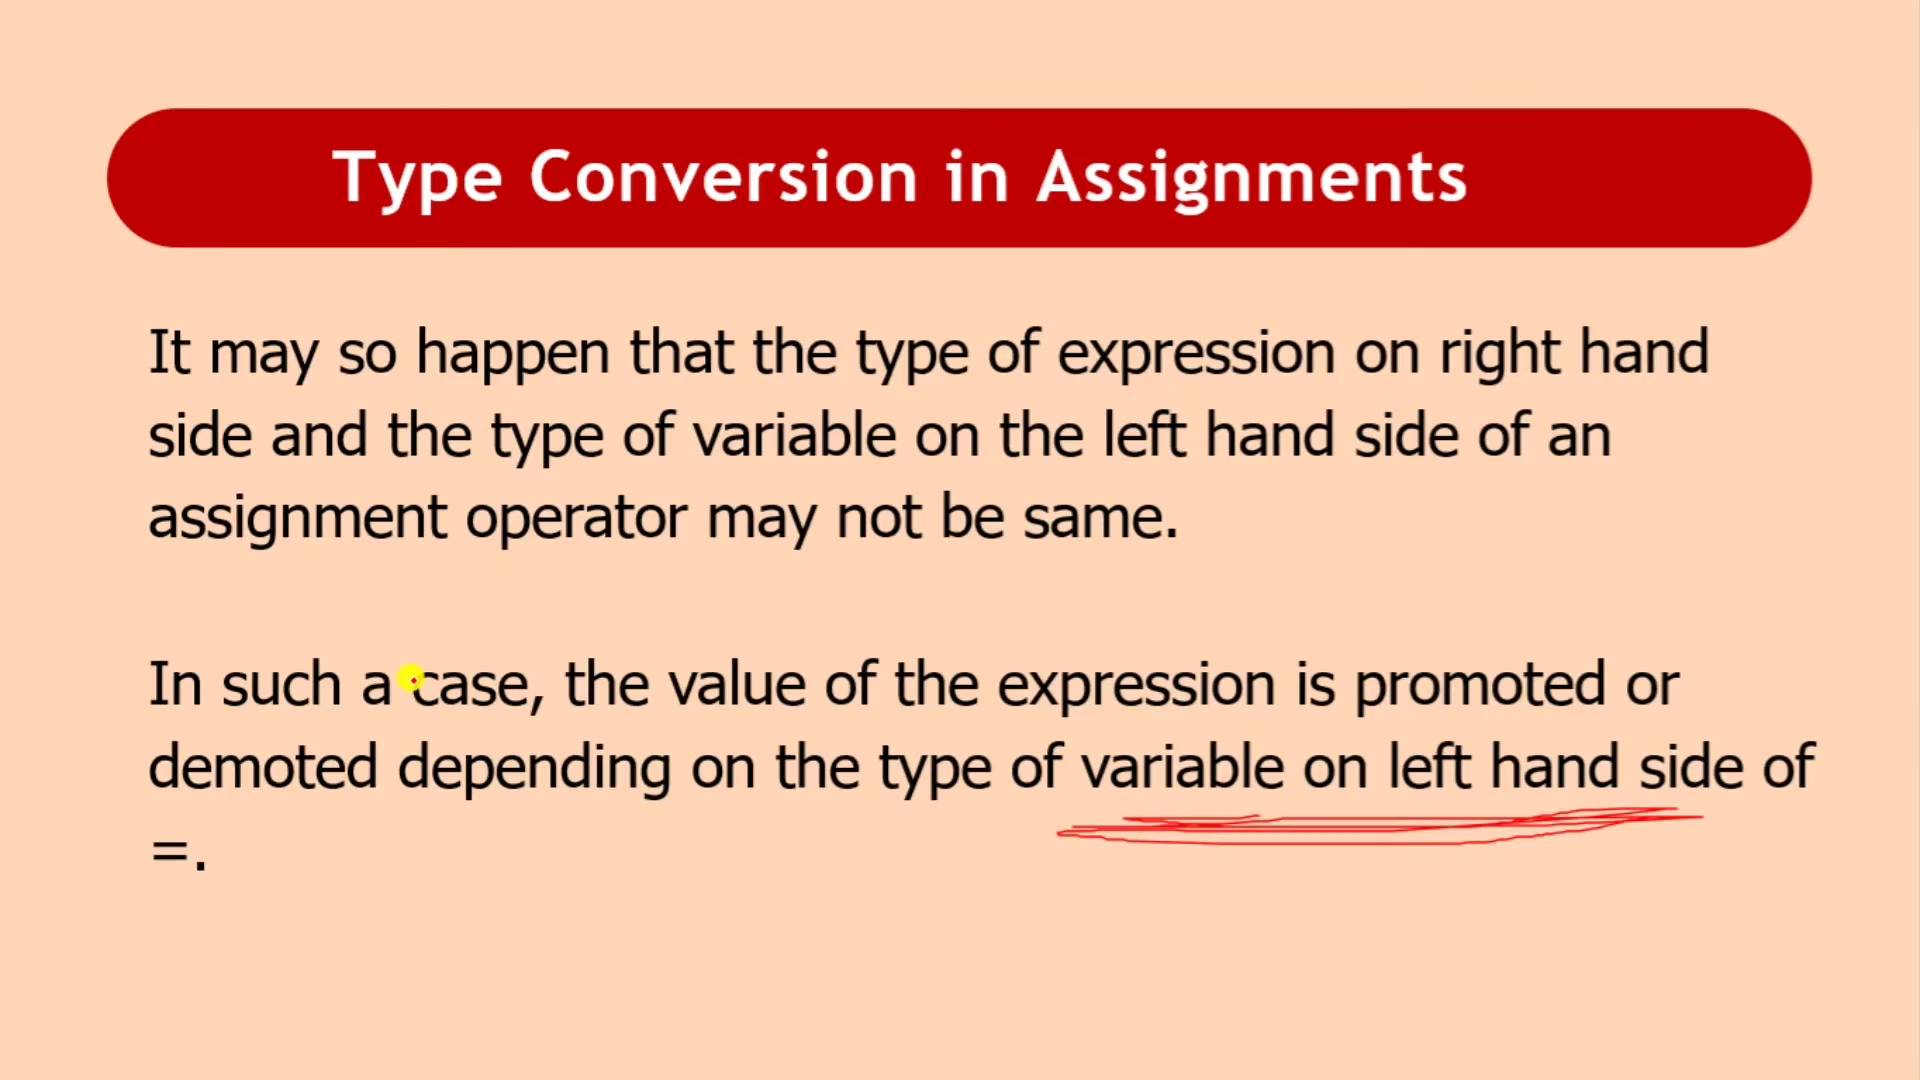 Type Conversion in Assignments
It may so happen that the type of expression on right hand
side and the type of variable on the left hand side of an
assignment operator may not be same.
In such a case, the value of the expression is promoted or
demoted depending on the type of variable on left hand side of
=.